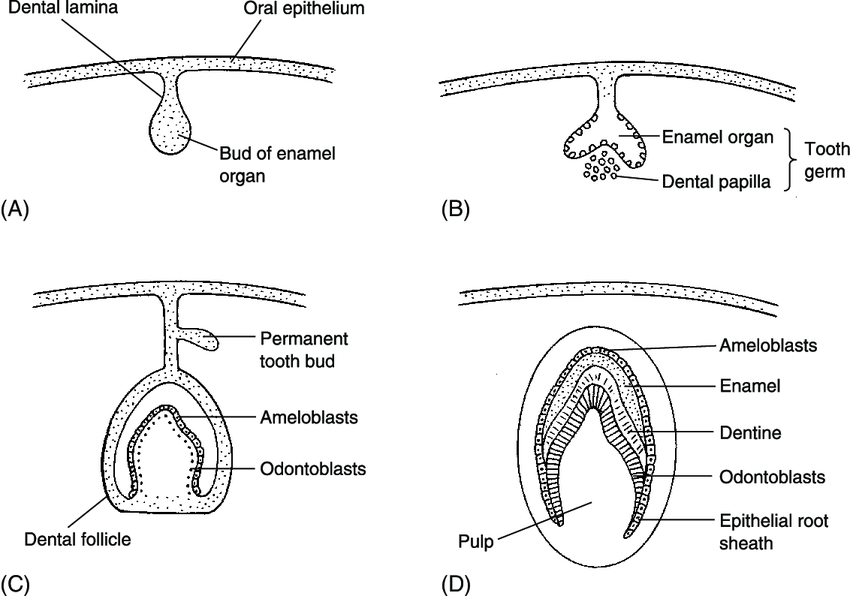 Dental lamina
Oral epithelium
Bud of enamel
organ
(A)
Enamel organ
Dental papilla
Tooth
germ
(B)
Permanent
tooth bud
Ameloblasts
Odontoblasts
Dental follicle
(C)
Ameloblasts
Enamel
Dentine
Odontoblasts
Epithelial root
sheath
Pulp
(D)